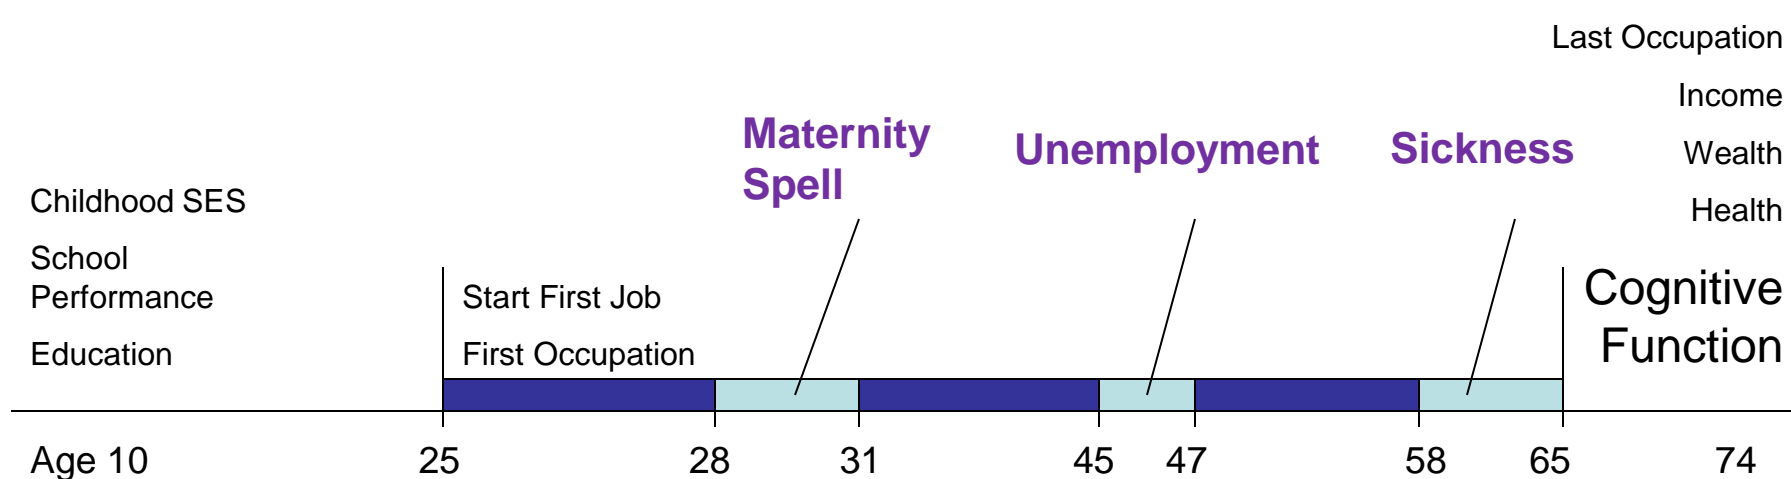 Last Occupation
Income
Wealth
Health
Maternity
Spell
Unemployment
Sickness
Childhood SES
School
Performance
Education
Start First Job
First Occupation
Cognitive
Function
Age 10
25
28
31
45
47
58
65
74